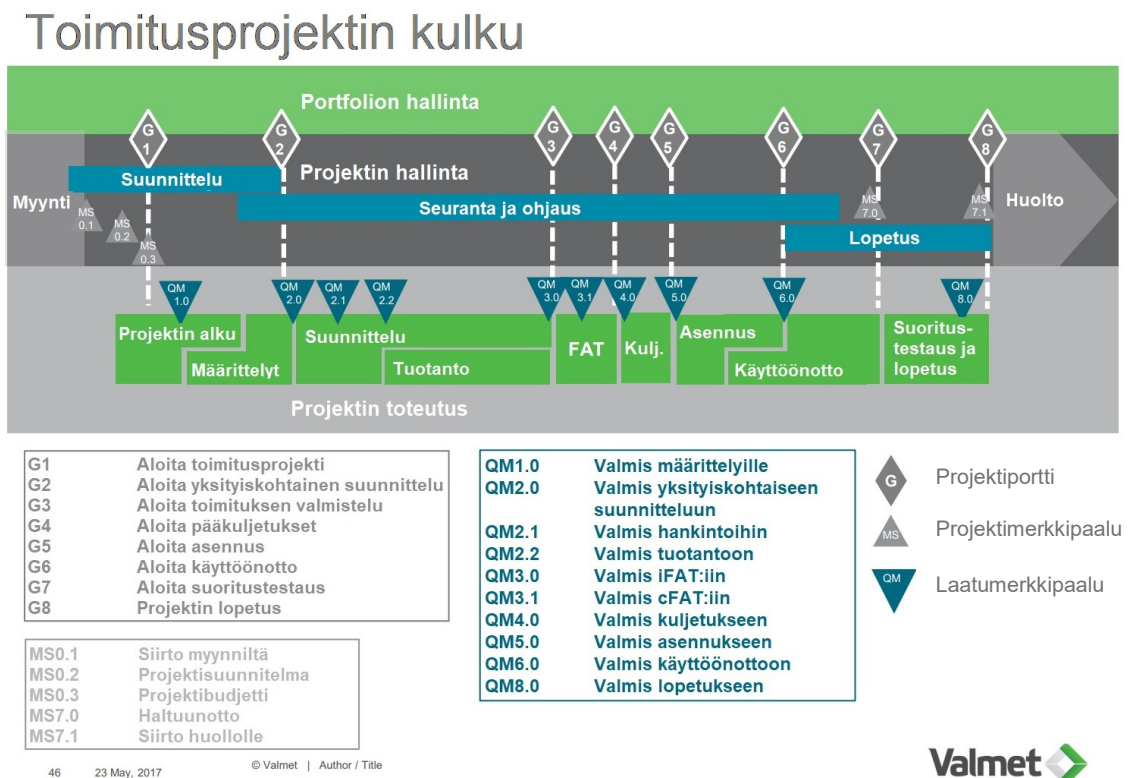 Toimitusprojektin kulku
Portfolion hallinta
G 1
G 2
G 3
G 4
G 5
G 6
G 7
G 8
Projektin hallinta
Suunnittelu
Myynti
Seuranta ja ohjaus
Huolto
Lopetus
MS 0.1
MS 0.2
MS 0.3
MS 7.0
MS 7.1
QM 1.0
QM 2.0
QM 2.1
QM 2.2
QM 3.0
QM 3.1
QM 4.0
QM 5.0
QM 6.0
QM 8.0
Projektin alku
Määrittelyt
Suunnittelu
Tuotanto
FAT
Kulj.
Asennus
Käyttöönotto
Suoritus-
testaus ja
lopetus
Projektin toteutus
G1 Aloita toimitusprojekti
G2 Aloita yksityiskohtainen suunnittelu
G3 Aloita toimituksen valmistelu
G4 Aloita pääkuljetukset
G5 Aloita asennus
G6 Aloita käyttöönotto
G7 Aloita suoritustestaus
G8 Projektin lopetus
MS0.1 Siirto myynniltä
MS0.2 Projektisuunnitelma
MS0.3 Projektibudjetti
MS7.0 Haltuunotto
MS7.1 Siirto huollolle
QM1.0 Valmis määrittelyille
QM2.0 Valmis yksityiskohtaiseen
suunnitteluun
QM2.1 Valmis hankintoihin
QM2.2 Valmis tuotantoon
QM3.0 Valmis iFAT:iin
QM3.1 Valmis cFAT:iin
QM4.0 Valmis kuljetukseen
QM5.0 Valmis asennukseen
QM6.0 Valmis käyttöönottoon
QM8.0 Valmis lopetukseen
G Projektiportti
MS Projektimerkkipaalu
QM Laatumerkkipaalu
46 23 May, 2017 © Valmet | Author / Title
Valmet